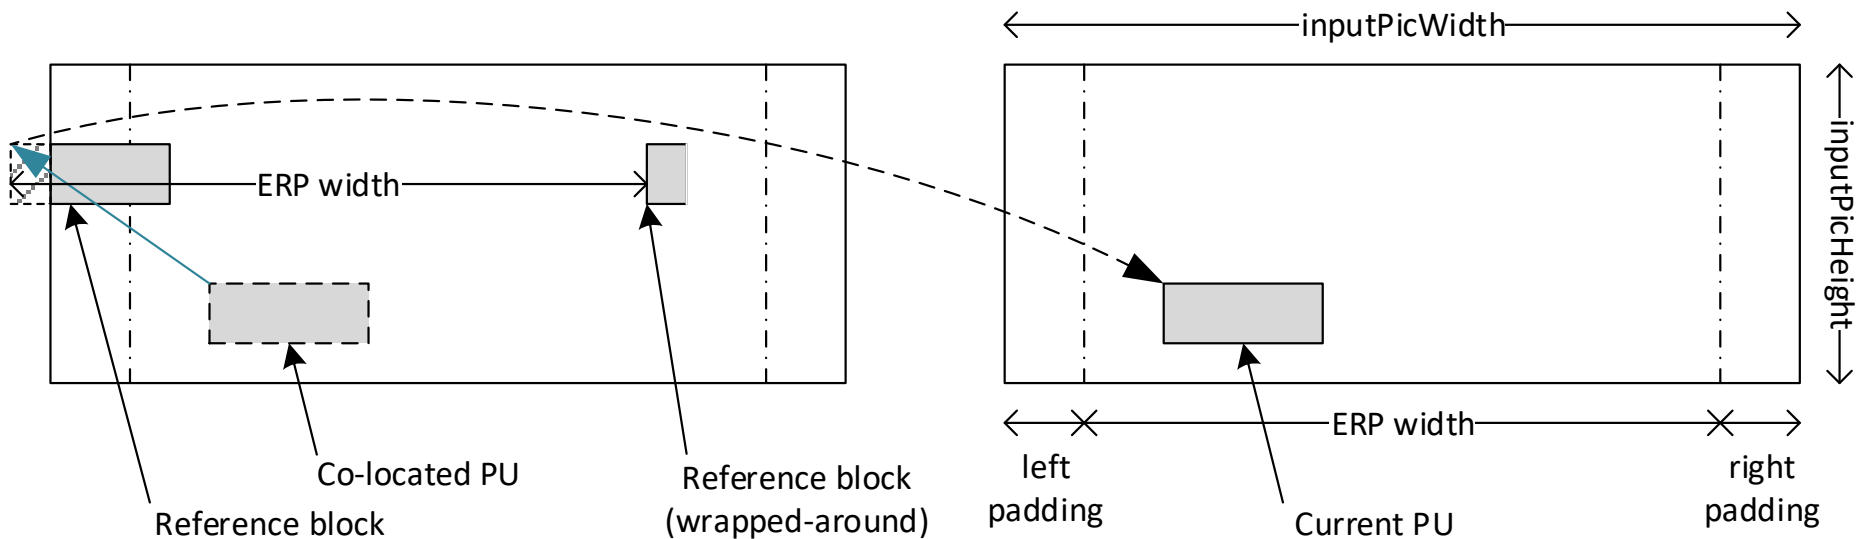 inputPicWidth
inputPicHeight
ERP width
Co-located PU
Reference block
Reference block
(wrapped-around)
ERP width
left
padding
right
padding
Current PU